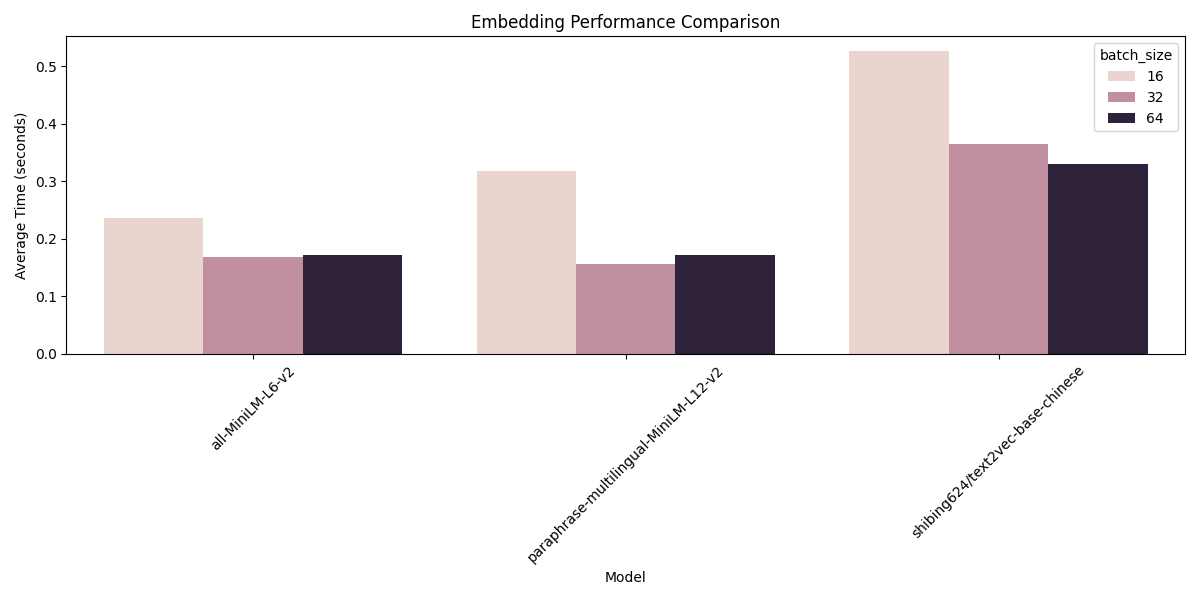 Embedding Performance Comparison
Average Time (seconds)
0.5
0.4
0.3
0.2
0.1
0.0
batch_size
16
32
64
all-MiniLM-L6-v2
paraphrase-multilingual-MiniLM-L12-v2
shibing624/text2vec-base-chinese
Model